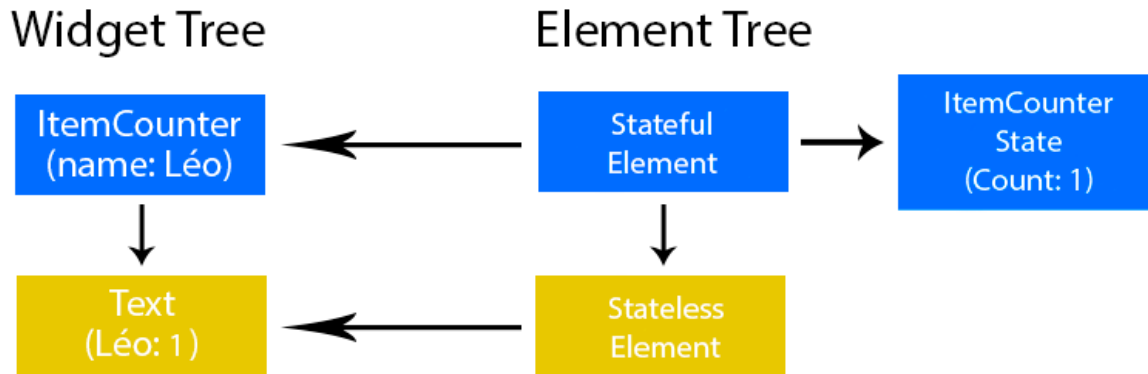 Widget Tree
Element Tree
ItemCounter
(name: Léo)
Stateful
Element
ItemCounter
State
(Count: 1)
Text
(Léo: 1)
Stateless
Element